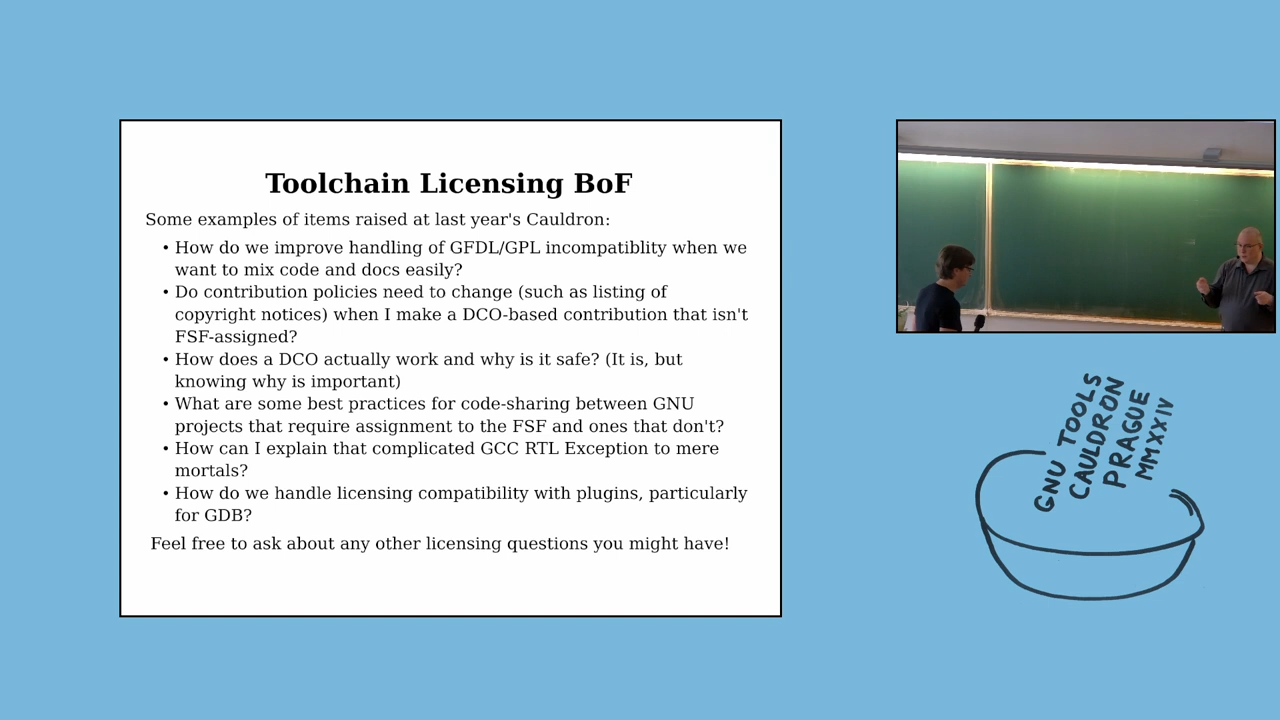 Toolchain Licensing BoF
Some examples of items raised at last year's Cauldron:
• How do we improve handling of GFDL/GPL incompatiblity when we
want to mix code and docs easily?
• Do contribution policies need to change (such as listing of
copyright notices) when I make a DCO-based contribution that isn't
FSF-assigned?
• How does a DCO actually work and why is it safe? (It is, but
knowing why is important)
• What are some best practices for code-sharing between GNU
projects that require assignment to the FSF and ones that don't?
• How can I explain that complicated GCC RTL Exception to mere
mortals?
• How do we handle licensing compatibility with plugins, particularly
for GDB?
Feel free to ask about any other licensing questions you might have!
GNU TOOLS
CAULDRON
PRAGUE
MMXXIV